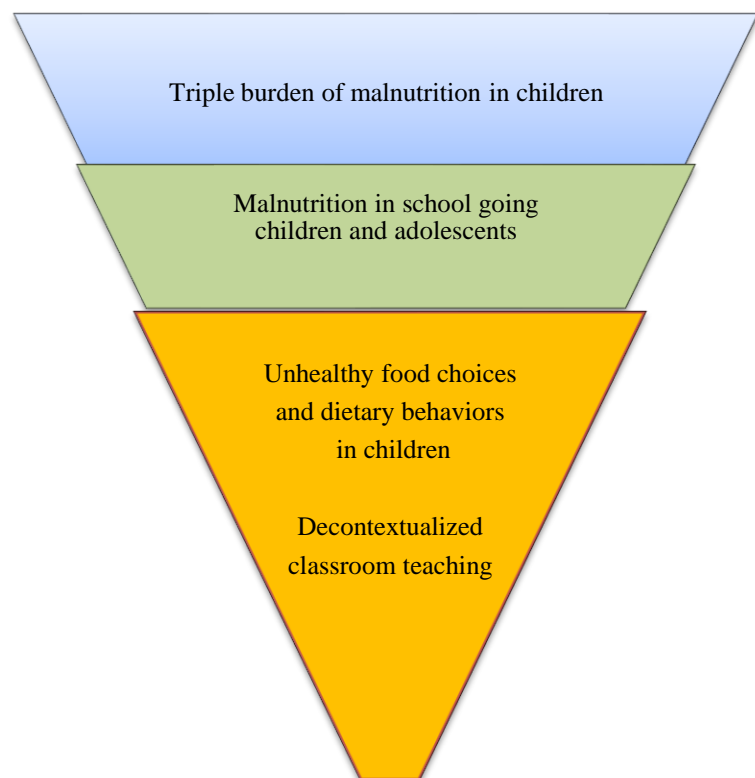 Triple burden of malnutrition in children
Malnutrition in school going
children and adolescents
Unhealthy food choices
and dietary behaviors
in children
Decontextualized
classroom teaching